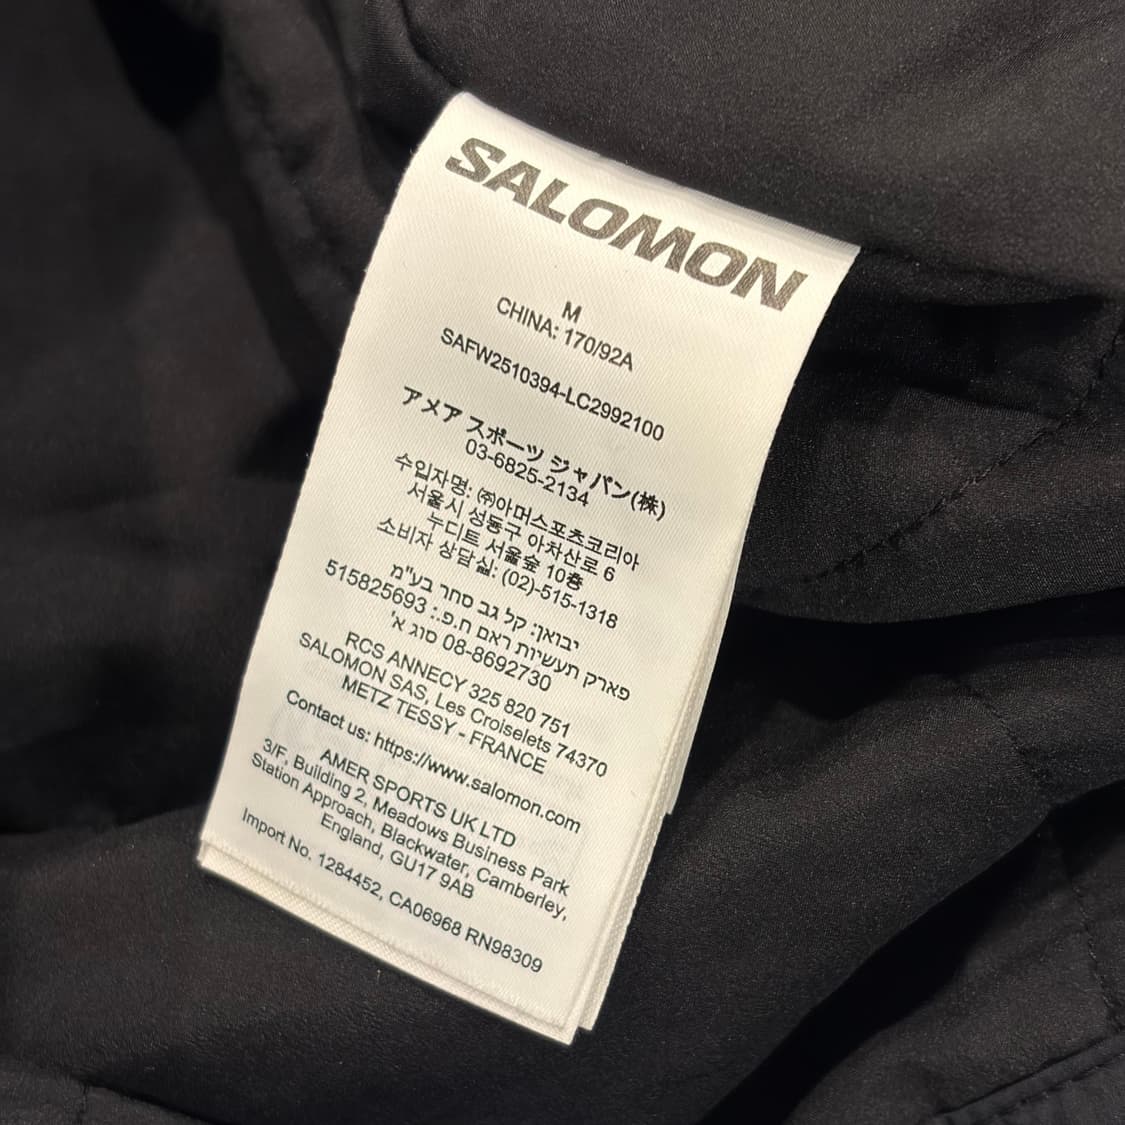 SALOMON
M
CHINA: 170/92A
SAFW2510394-LC2992100
アメア スポーツ ジャパン(株)
03-6825-2134
수입자명: ㈜아머스포츠코리아
서울시 성동구 아차산로 6
누디트 서울숲 10층
소비자 상담실: (02)-515-1318
יבואן: קל גב סחר בע"מ
פארק תעשיות ראם ח.פ.: 515825693
08-8692730 סוג א'
RCS ANNECY 325 820 751
SALOMON SAS, Les Croiselets 74370
METZ TESSY - FRANCE
Contact us: https://www.salomon.com
AMER SPORTS UK LTD
3/F, Building 2, Meadows Business Park
Station Approach, Blackwater, Camberley,
England, GU17 9AB
Import No. 1284452, CA06968 RN98309